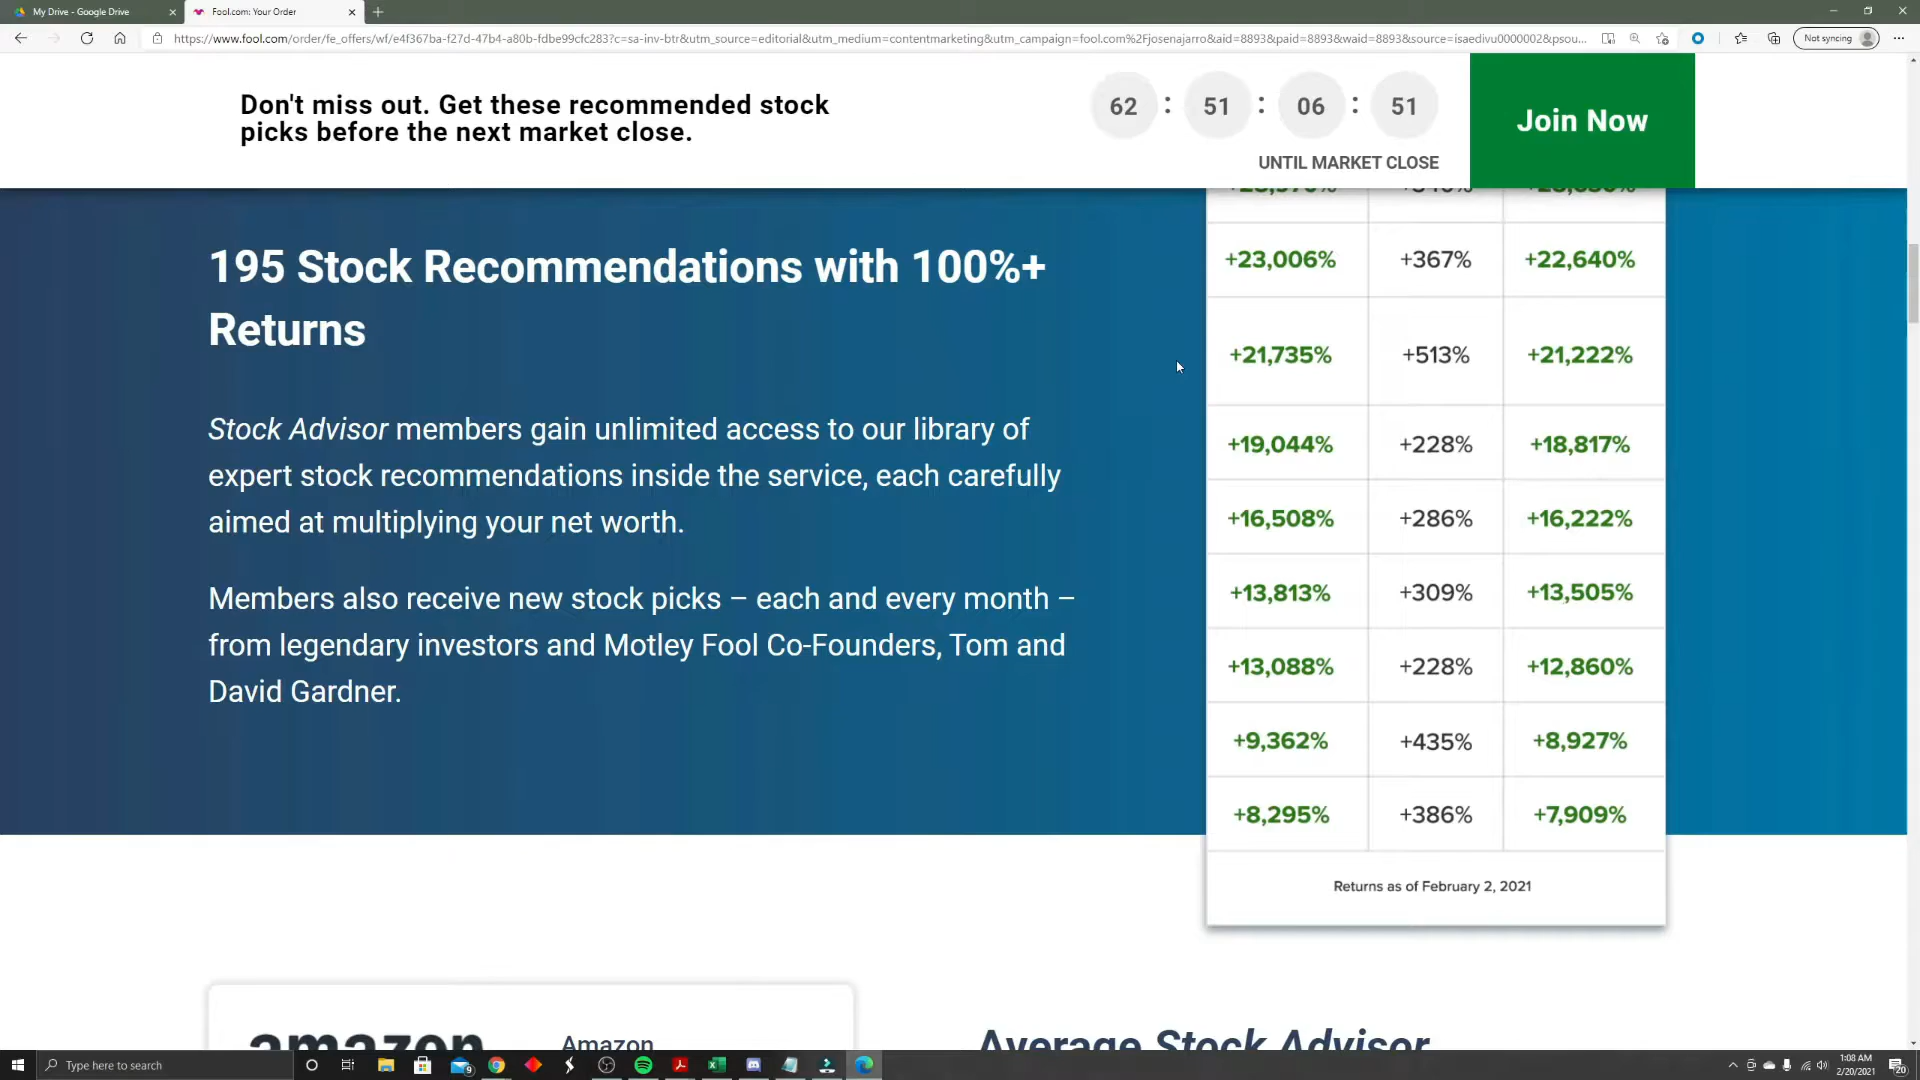 My Drive - Google Drive
Fool.com: Your Order
https://www.fool.com/order/fe_offers/wf/e4f367ba-f27d-47b4-a80b-fdbe99cfc283?c=sa-inv-btr&utm_source=editorial&utm_medium=contentmarketing&utm_campaign=fool.com%2Fjosenajarro&aid=8893&paid=8893&waid=8893&source=isaedivu0000002&psou...
Not syncing
Don't miss out. Get these recommended stock
picks before the next market close.
62 : 51 : 06 : 51
UNTIL MARKET CLOSE
Join Now
195 Stock Recommendations with 100%+
Returns
Stock Advisor members gain unlimited access to our library of
expert stock recommendations inside the service, each carefully
aimed at multiplying your net worth.
Members also receive new stock picks – each and every month –
from legendary investors and Motley Fool Co-Founders, Tom and
David Gardner.
+23,006% +367% +22,640%
+21,735% +513% +21,222%
+19,044% +228% +18,817%
+16,508% +286% +16,222%
+13,813% +309% +13,505%
+13,088% +228% +12,860%
+9,362% +435% +8,927%
+8,295% +386% +7,909%
Returns as of February 2, 2021
amazon
Amazon
Average Stock Advisor
Type here to search
1:08 AM
2/20/2021